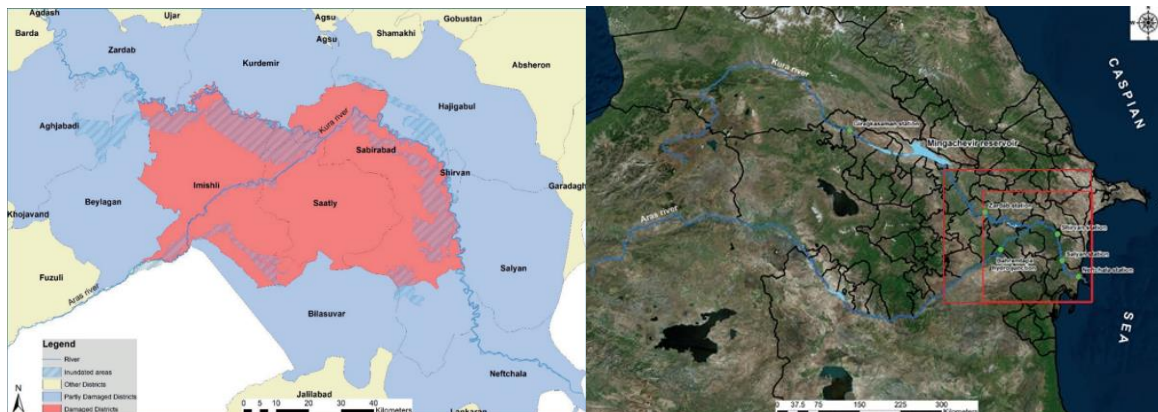 Agdash
Ujar
Agsu
Gobustan
Barda
Shamakhi
Zardab
Agsu
Absheron
Kurdemir
Hajigabul
Kura river
Aghjabadi
Sabirabad
Shirvan
Imishli
Garadagh
Saatly
Beylagan
Khojavand
Salyan
Fuzuli
Aras river
Bilasuvar
Neftchala
Jalilabad
Lankaran
Legend
River
Inundated areas
Other Districts
Partly Damaged Districts
Damaged Districts
N
0 5 10 20 30 40
Kilometers
Kura river
CASPIAN
SEA
Mingachevir reservoir
Zardab station
Aras river
Shirvan station
Salyan station
Neftchala station
0 37.5 75 150 225 300
Kilometers